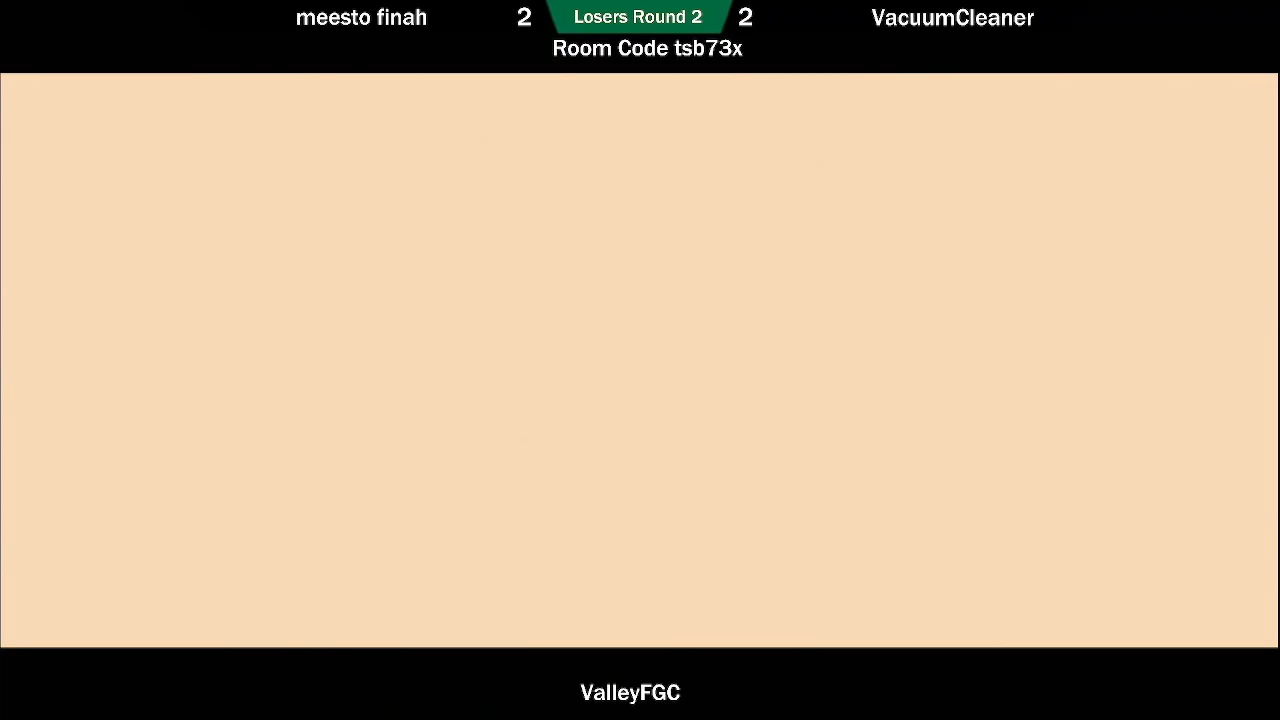 meesto finah 2 Losers Round 2 2 VacuumCleaner
Room Code tsb73x
ValleyFGC